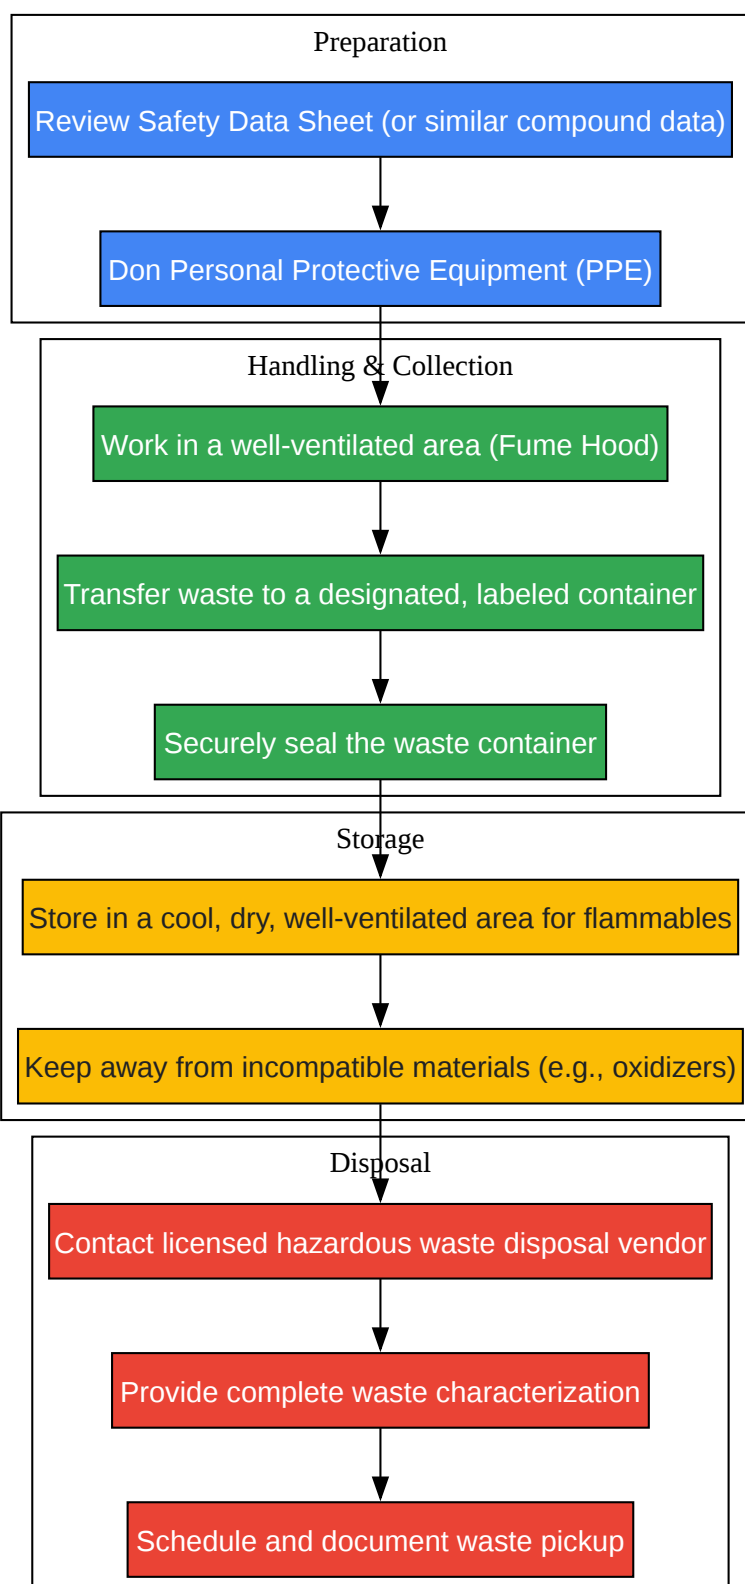 Preparation
Review Safety Data Sheet (or similar compound data)
Don Personal Protective Equipment (PPE)
Handling & Collection
Work in a well-ventilated area (Fume Hood)
Transfer waste to a designated, labeled container
Securely seal the waste container
Storage
Store in a cool, dry, well-ventilated area for flammables
Keep away from incompatible materials (e.g., oxidizers)
Disposal
Contact licensed hazardous waste disposal vendor
Provide complete waste characterization
Schedule and document waste pickup